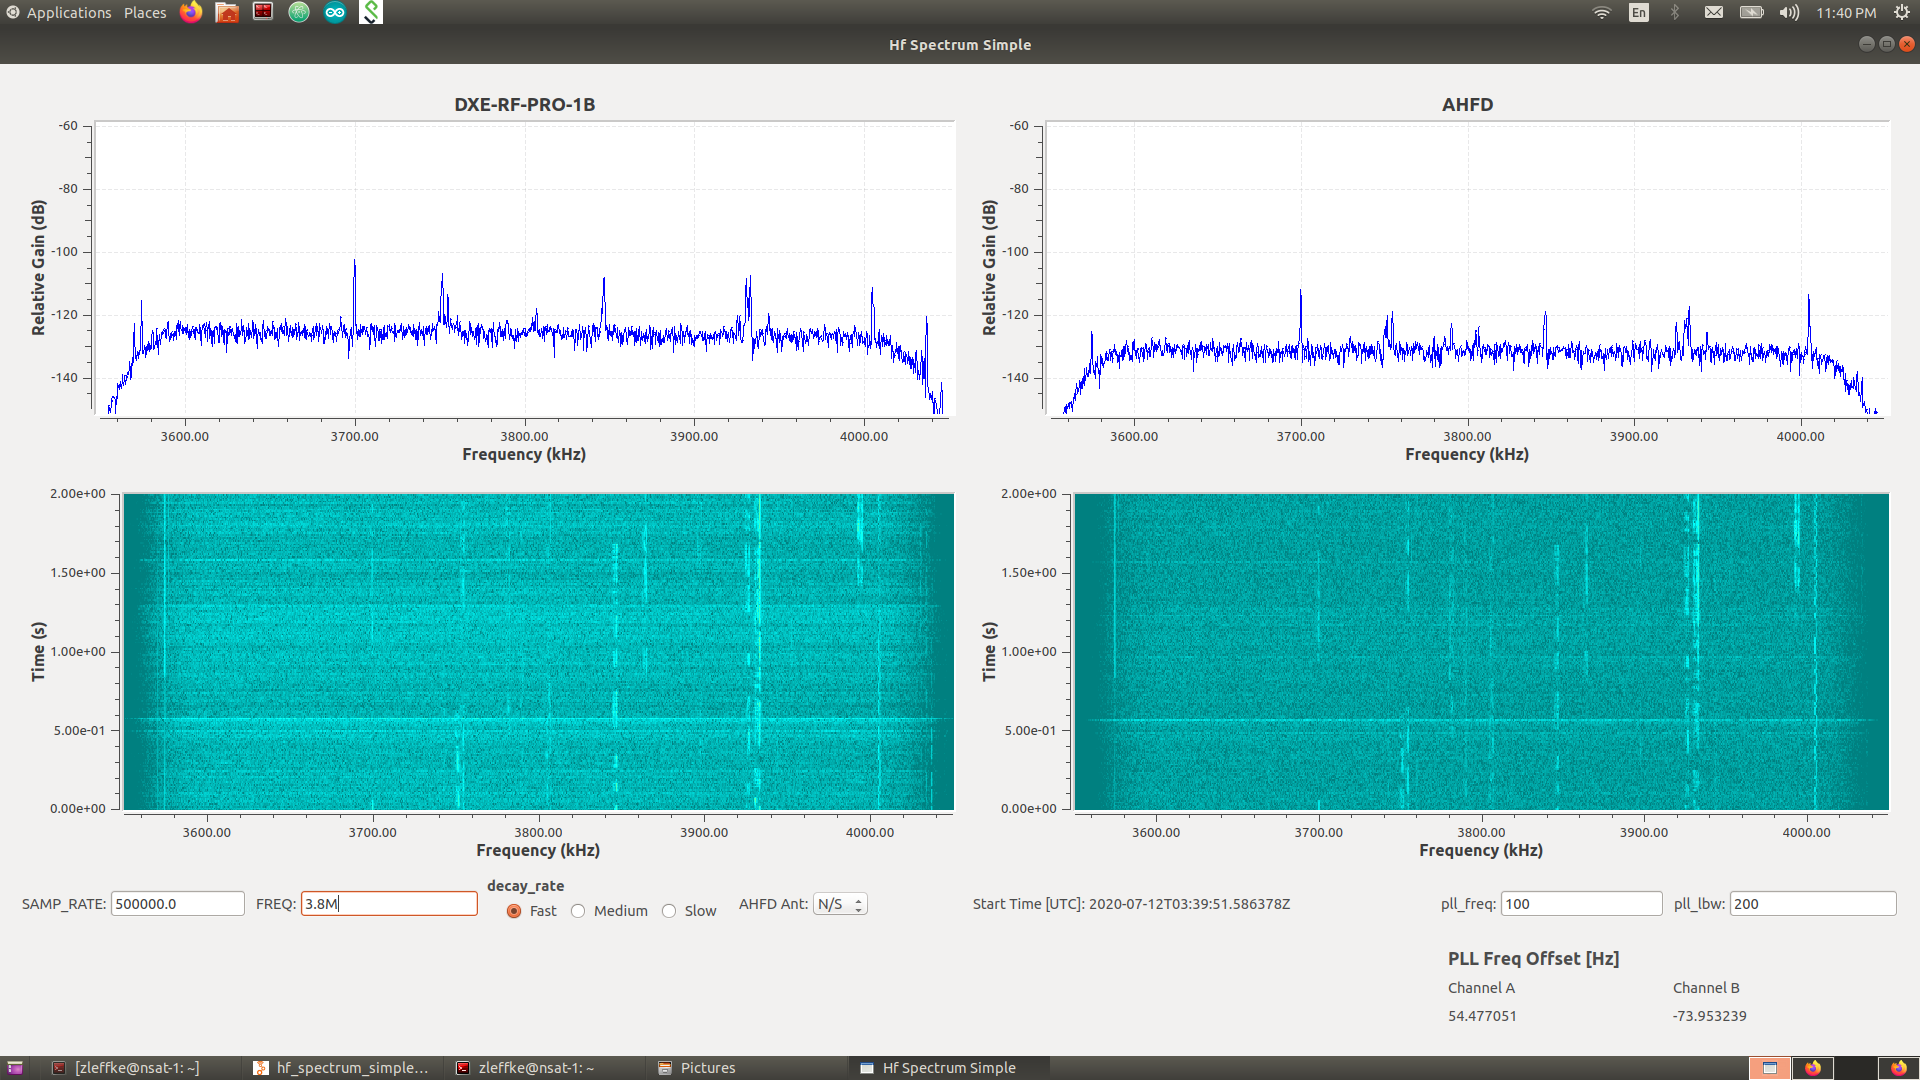 Applications Places En 11:40 PM
Hf Spectrum Simple
DXE-RF-PRO-1B
-60
-80
-100
-120
-140
Relative Gain (dB)
3600.00 3700.00 3800.00 3900.00 4000.00
Frequency (kHz)
AHFD
-60
-80
-100
-120
-140
Relative Gain (dB)
3600.00 3700.00 3800.00 3900.00 4000.00
Frequency (kHz)
2.00e+00
1.50e+00
1.00e+00
5.00e-01
0.00e+00
Time (s)
3600.00 3700.00 3800.00 3900.00 4000.00
Frequency (kHz)
2.00e+00
1.50e+00
1.00e+00
5.00e-01
0.00e+00
Time (s)
3600.00 3700.00 3800.00 3900.00 4000.00
Frequency (kHz)
SAMP_RATE: 500000.0 FREQ: 3.8M
decay_rate
Fast Medium Slow
AHFD Ant: N/S
Start Time [UTC]: 2020-07-12T03:39:51.586378Z
pll_freq: 100 pll_lbw: 200
PLL Freq Offset [Hz]
Channel A Channel B
54.477051 -73.953239
[zleffke@nsat-1: ~] hf_spectrum_simple... zleffke@nsat-1: ~ Pictures Hf Spectrum Simple